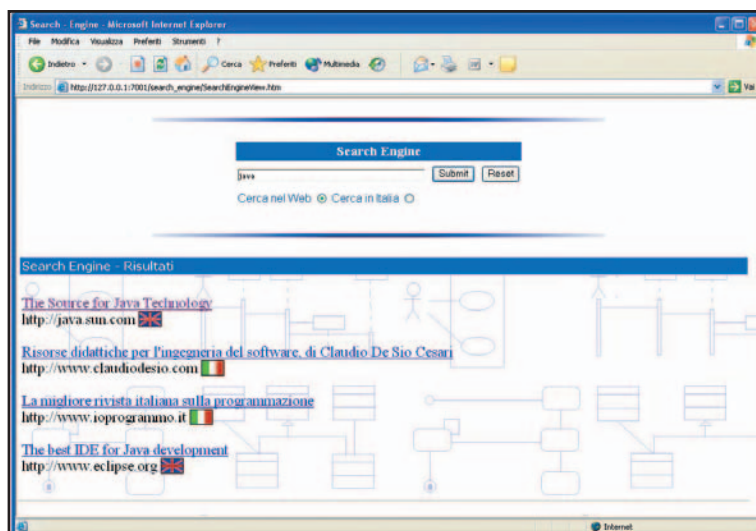 Search - Engine - Microsoft Internet Explorer
File Modifica Visualizza Preferiti Strumenti ?
Indietro Cerca Preferiti Multimedia
Indirizzo http://127.0.0.1:7001/search_engine/SearchEngineView.htm Vai
Search Engine
java Submit Reset
Cerca nel Web Cerca in Italia
Search Engine - Risultati
The Source for Java Technology
http://java.sun.com
Risorse didattiche per l'ingegneria del software, di Claudio De Sio Cesari
http://www.claudiodesio.com
La migliore rivista italiana sulla programmazione
http://www.ioprogrammo.it
The best IDE for Java development
http://www.eclipse.org
Internet